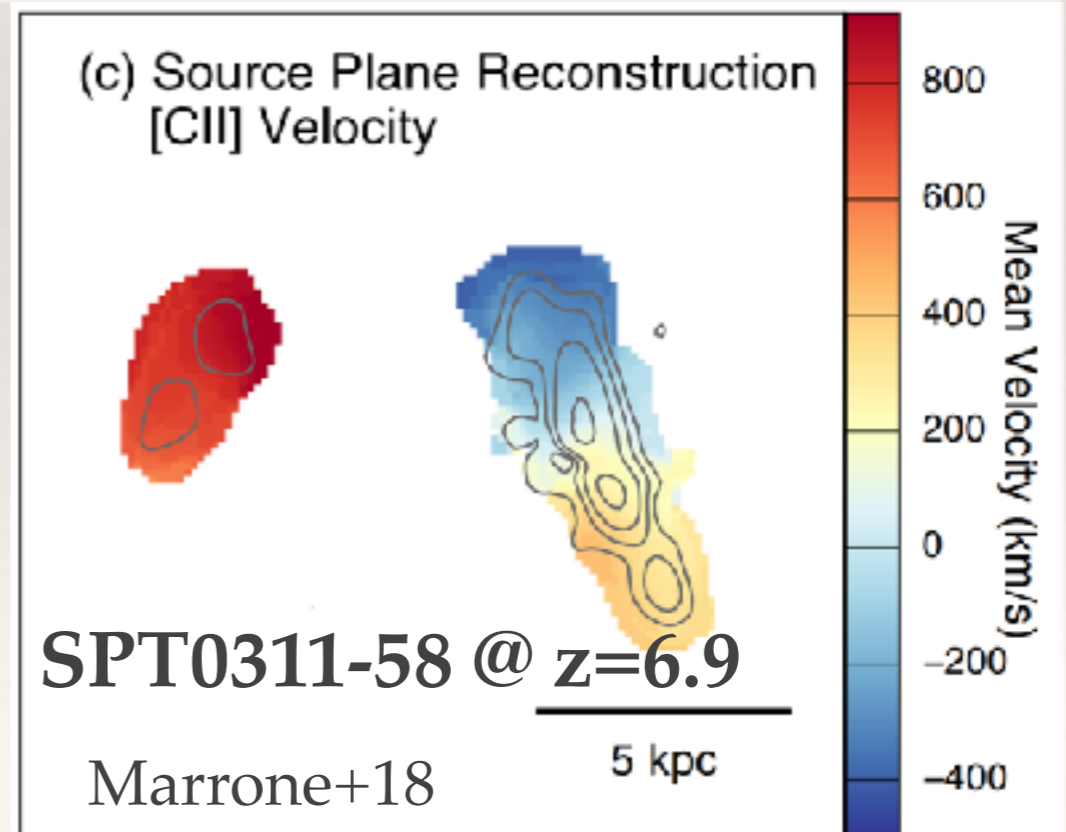 (c) Source Plane Reconstruction
[CII] Velocity
800
600
400
200
0
−200
−400
Mean Velocity (km/s)
SPT0311-58 @ z=6.9
5 kpc
Marrone+18